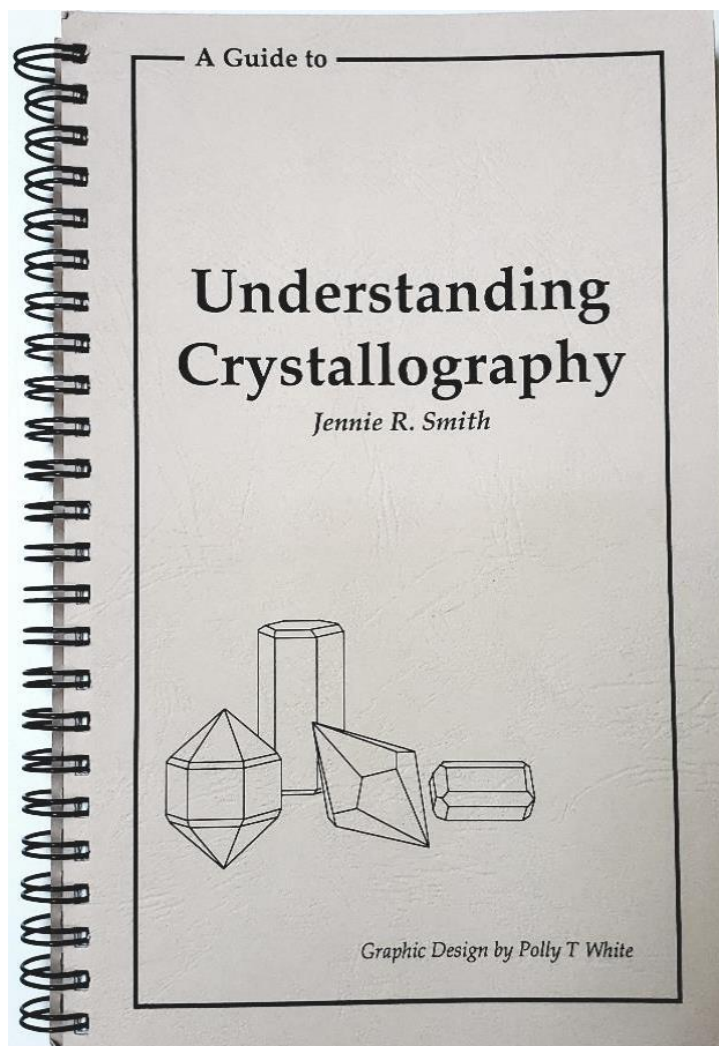 A Guide to
Understanding
Crystallography
Jennie R. Smith
Graphic Design by Polly T White